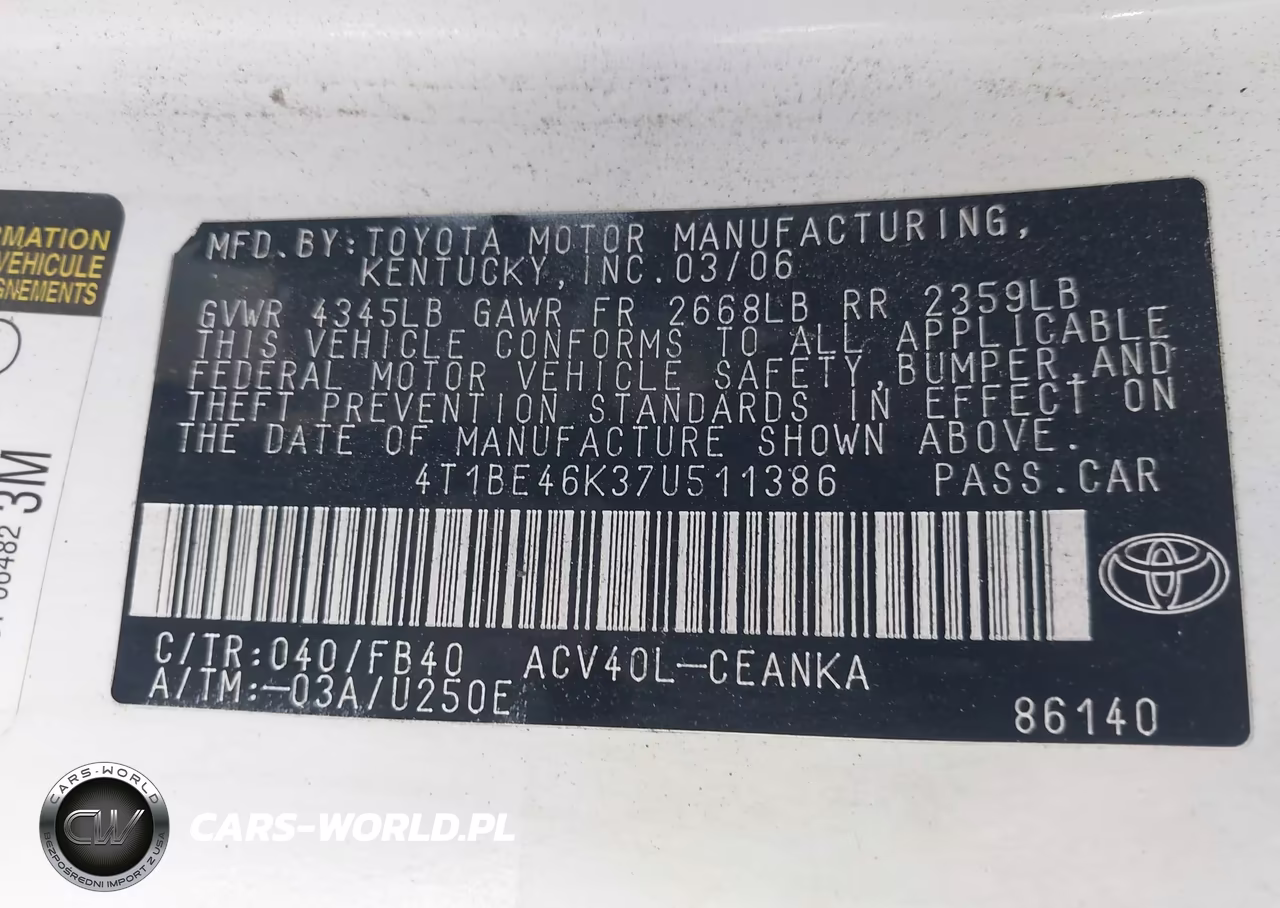 RMATION
VEHICULE
GNEMENTS
3M
MFD.BY:TOYOTA MOTOR MANUFACTURING,
KENTUCKY,INC.03/06
GVWR 4345LB GAWR FR 2668LB RR 2359LB
THIS VEHICLE CONFORMS TO ALL APPLICABLE
FEDERAL MOTOR VEHICLE SAFETY,BUMPER,AND
THEFT PREVENTION STANDARDS IN EFFECT ON
THE DATE OF MANUFACTURE SHOWN ABOVE.
4T1BE46K37U511386 PASS.CAR
C/TR:040/FB40 ACV40L-CEANKA
A/TM:-03A/U250E
86140
CARS-WORLD
CW
BEZPOŚREDNI IMPORT Z USA
CARS-WORLD.PL